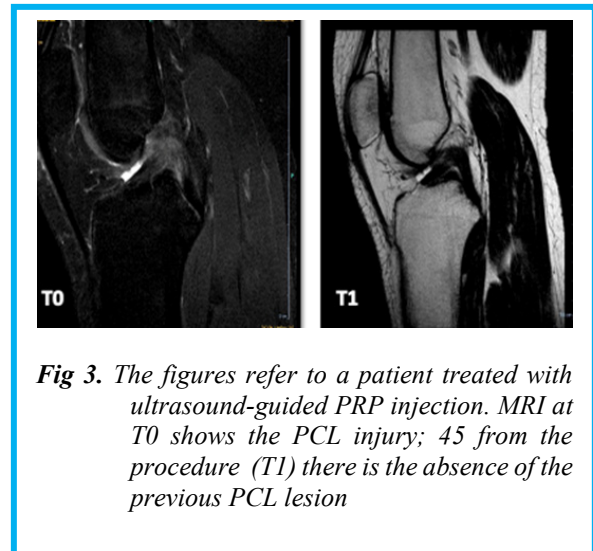 T0
T1
Fig 3. The figures refer to a patient treated with
ultrasound-guided PRP injection. MRI at
T0 shows the PCL injury; 45 from the
procedure (T1) there is the absence of the
previous PCL lesion